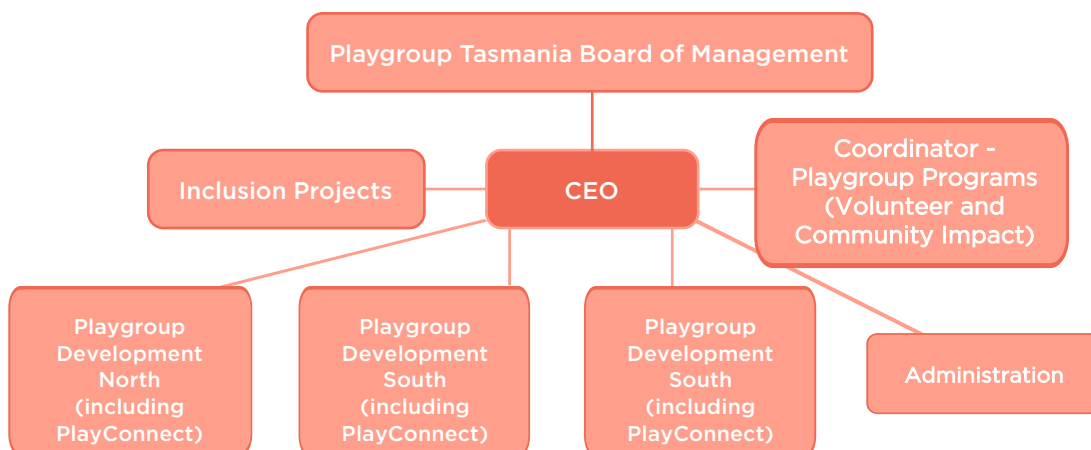 Playgroup Tasmania Board of Management
Inclusion Projects
CEO
Coordinator -
Playgroup Programs
(Volunteer and
Community Impact)
Playgroup
Development
North
(including
PlayConnect)
Playgroup
Development
South
(including
PlayConnect)
Playgroup
Development
South
(including
PlayConnect)
Administration